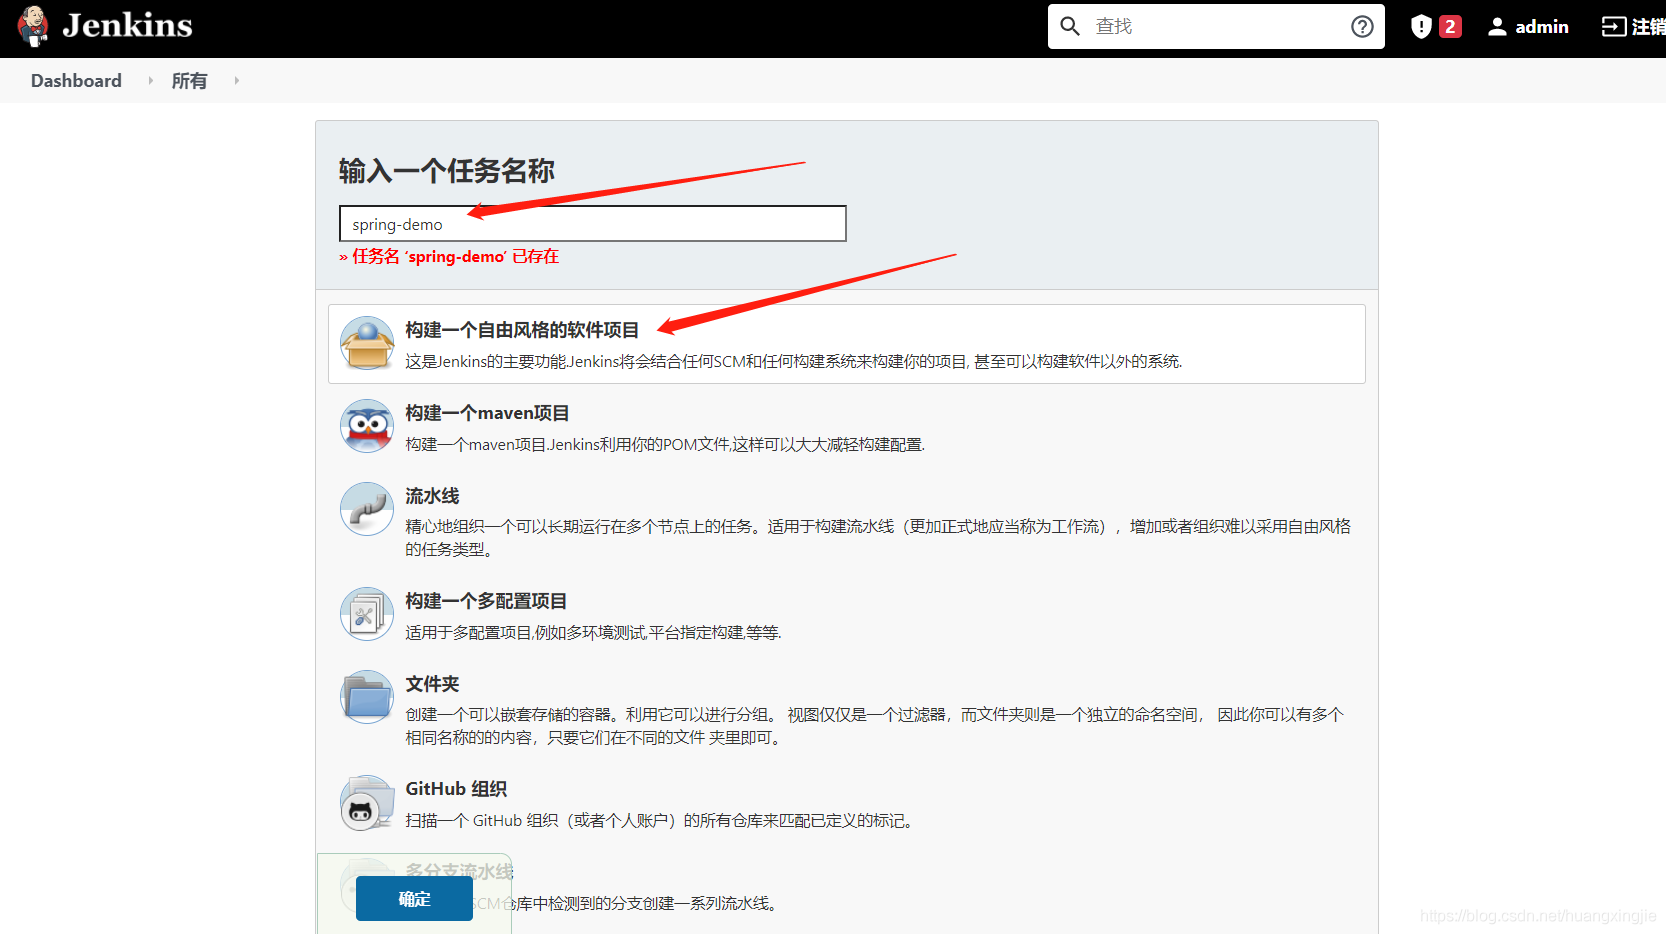 Jenkins
查找
2
admin
注销
Dashboard
所有
输入一个任务名称
spring-demo
» 任务名 ‘spring-demo’ 已存在
构建一个自由风格的软件项目
这是Jenkins的主要功能.Jenkins将会结合任何SCM和任何构建系统来构建你的项目, 甚至可以构建软件以外的系统.
构建一个maven项目
构建一个maven项目.Jenkins利用你的POM文件,这样可以大大减轻构建配置.
流水线
精心地组织一个可以长期运行在多个节点上的任务。适用于构建流水线（更加正式地应当称为工作流），增加或者组织难以采用自由风格
的任务类型。
构建一个多配置项目
适用于多配置项目,例如多环境测试,平台指定构建,等等.
文件夹
创建一个可以嵌套存储的容器。利用它可以进行分组。 视图仅仅是一个过滤器，而文件夹则是一个独立的命名空间， 因此你可以有多个
相同名称的的内容，只要它们在不同的文件 夹里即可。
GitHub 组织
扫描一个 GitHub 组织（或者个人账户）的所有仓库来匹配已定义的标记。
多分支流水线
SCM仓库中检测到的分支创建一系列流水线。
确定
https://blog.csdn.net/huangxingjie